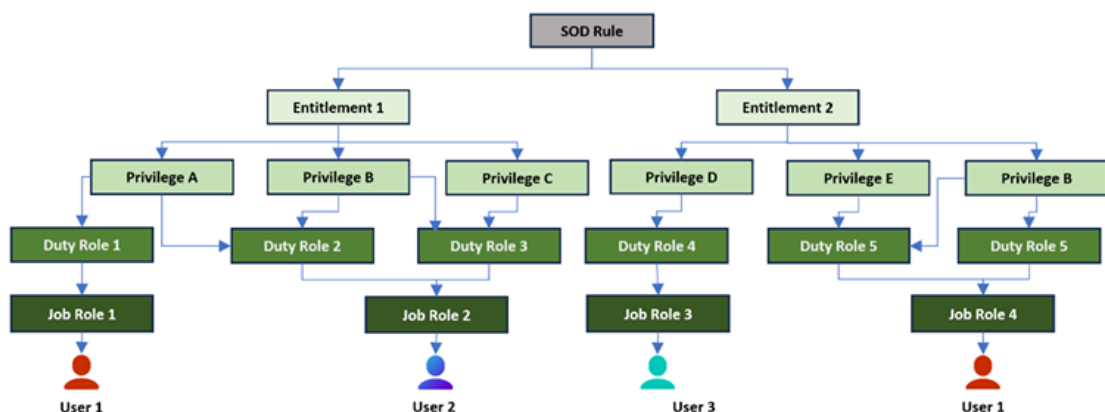 SOD Rule
Entitlement 1
Entitlement 2
Privilege A
Privilege B
Privilege C
Privilege D
Privilege E
Privilege B
Duty Role 1
Duty Role 2
Duty Role 3
Duty Role 4
Duty Role 5
Duty Role 5
Job Role 1
Job Role 2
Job Role 3
Job Role 4
User 1
User 2
User 3
User 1